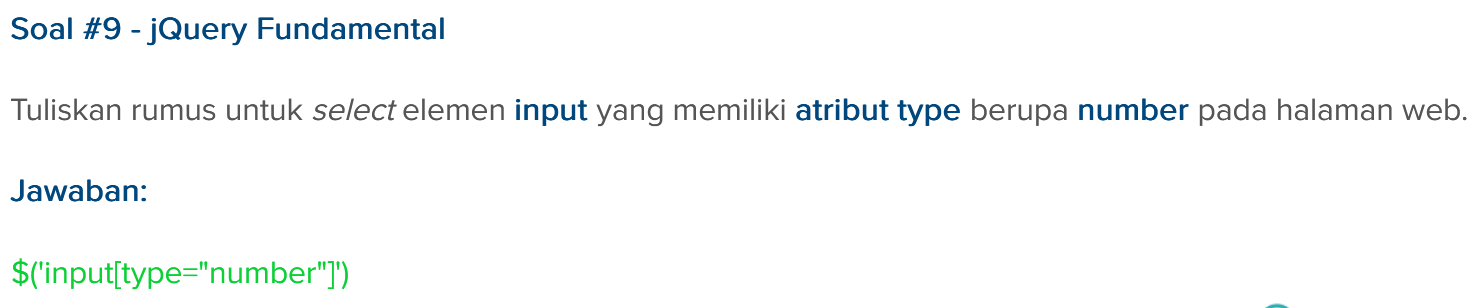 Soal #9 - jQuery Fundamental
Tuliskan rumus untuk select elemen input yang memiliki atribut type berupa number pada halaman web.
Jawaban:
$('input[type="number"]')